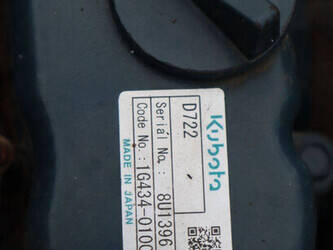 Kubota
D722
Serial No. 8U1396
Code No. : 1G434-0100
MADE IN JAPAN